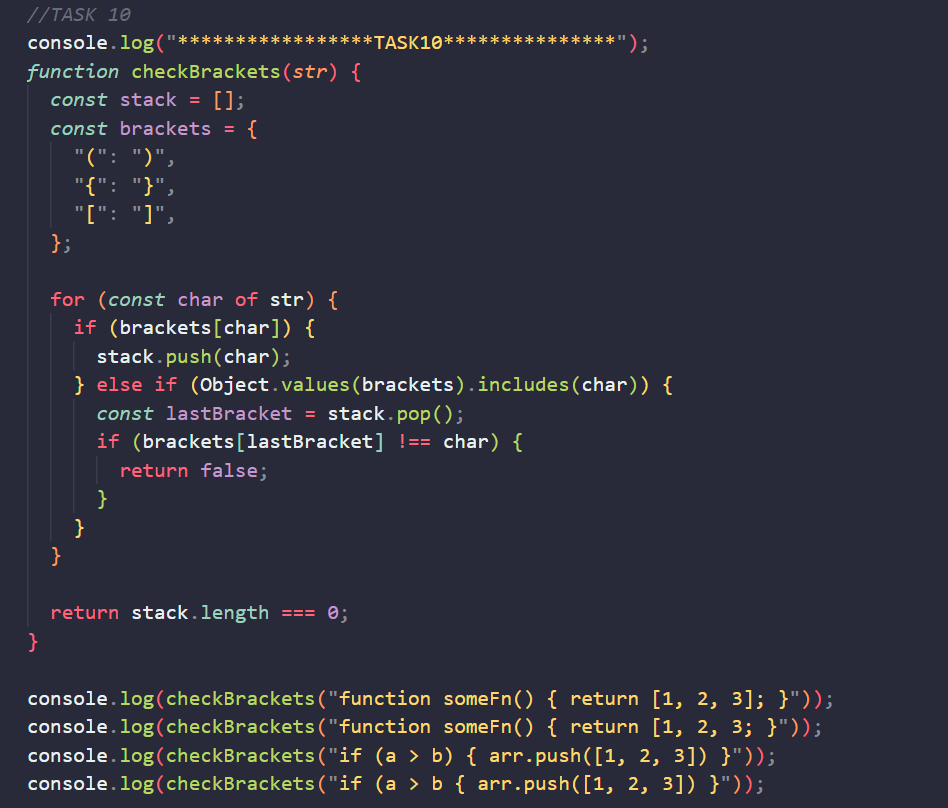 //TASK 10
console.log("*****************TASK10***************");
function checkBrackets(str) {
  const stack = [];
  const brackets = {
    "(": ")",
    "{": "}",
    "[": "]",
  };

  for (const char of str) {
    if (brackets[char]) {
      stack.push(char);
    } else if (Object.values(brackets).includes(char)) {
      const lastBracket = stack.pop();
      if (brackets[lastBracket] !== char) {
        return false;
      }
    }
  }

  return stack.length === 0;
}

console.log(checkBrackets("function someFn() { return [1, 2, 3]; }"));
console.log(checkBrackets("function someFn() { return [1, 2, 3; }"));
console.log(checkBrackets("if (a > b) { arr.push([1, 2, 3]) }"));
console.log(checkBrackets("if (a > b { arr.push([1, 2, 3]) }"));